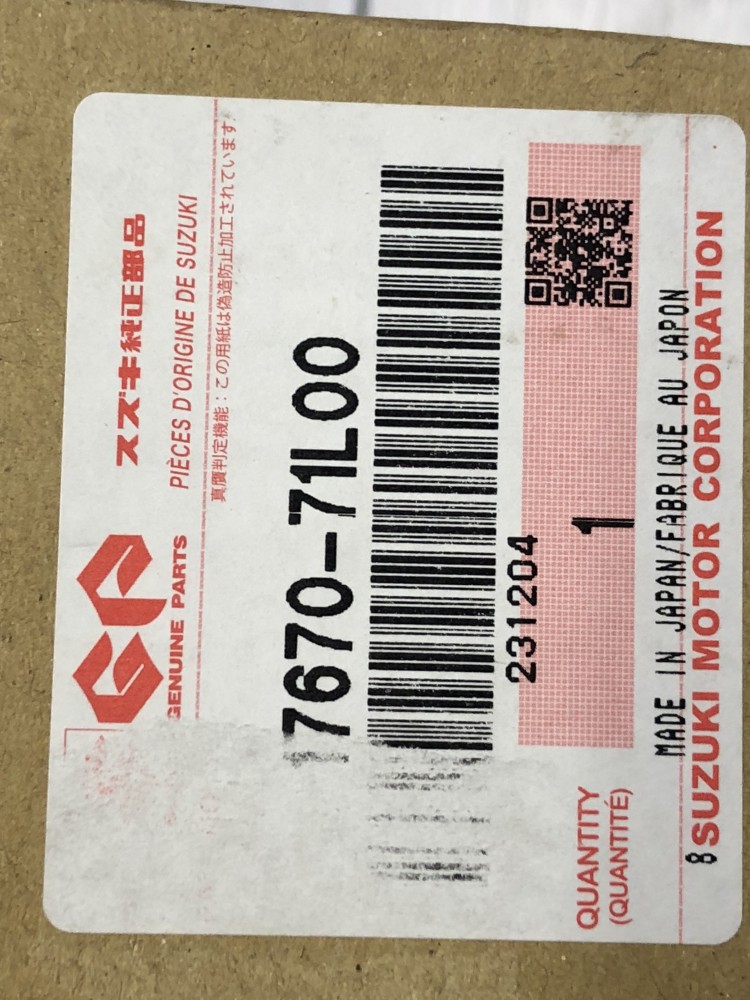 スズキ純正部品
GP
GENUINE PARTS PIÈCES D'ORIGINE DE SUZUKI
真贋判定機能：この用紙は偽造防止加工されています。
7670-71L00
231204
QUANTITY
(QUANTITÉ)
1
MADE IN JAPAN/FABRIQUE AU JAPON
8
SUZUKI MOTOR CORPORATION